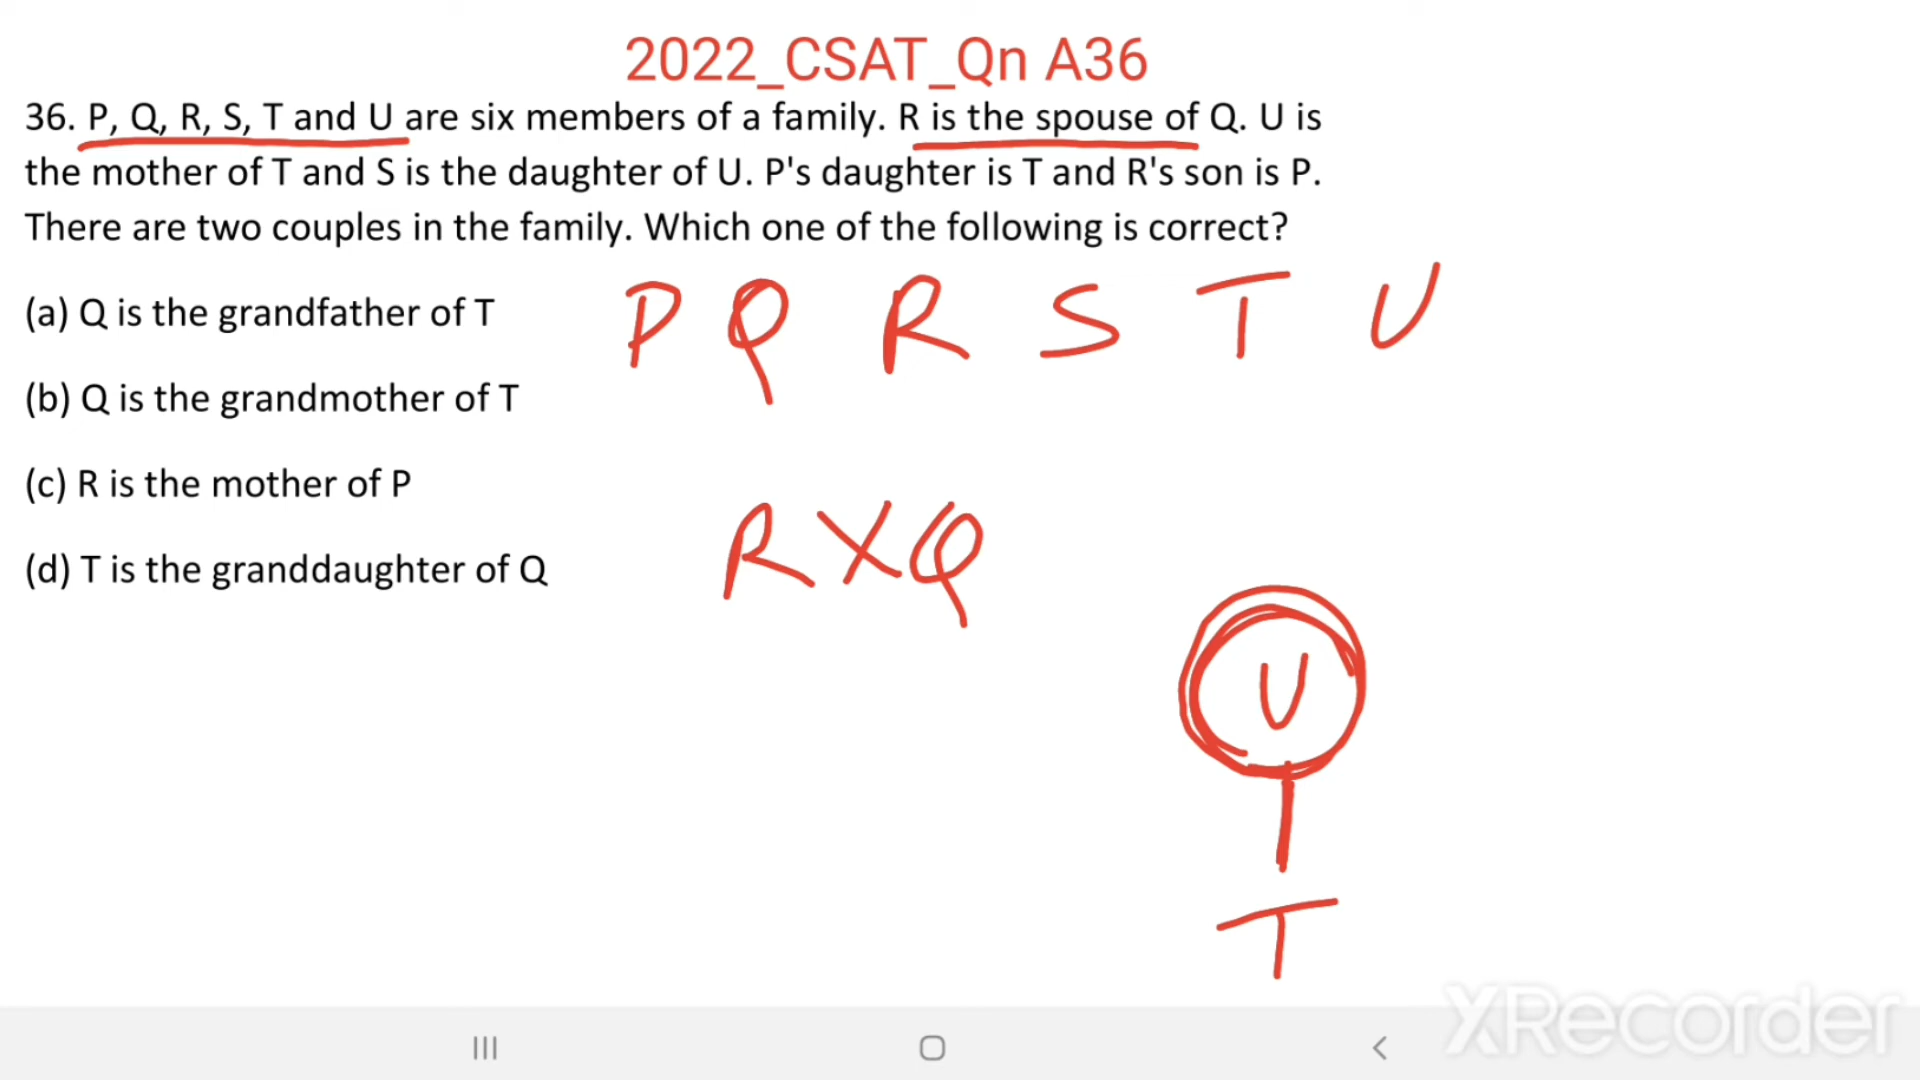 2022_CSAT_Qn A36
36. P, Q, R, S, T and U are six members of a family. R is the spouse of Q. U is
the mother of T and S is the daughter of U. P's daughter is T and R's son is P.
There are two couples in the family. Which one of the following is correct?
(a) Q is the grandfather of T
P Q R S T U
(b) Q is the grandmother of T
(c) R is the mother of P
R X Q
(d) T is the granddaughter of Q
U
T
XRecorder